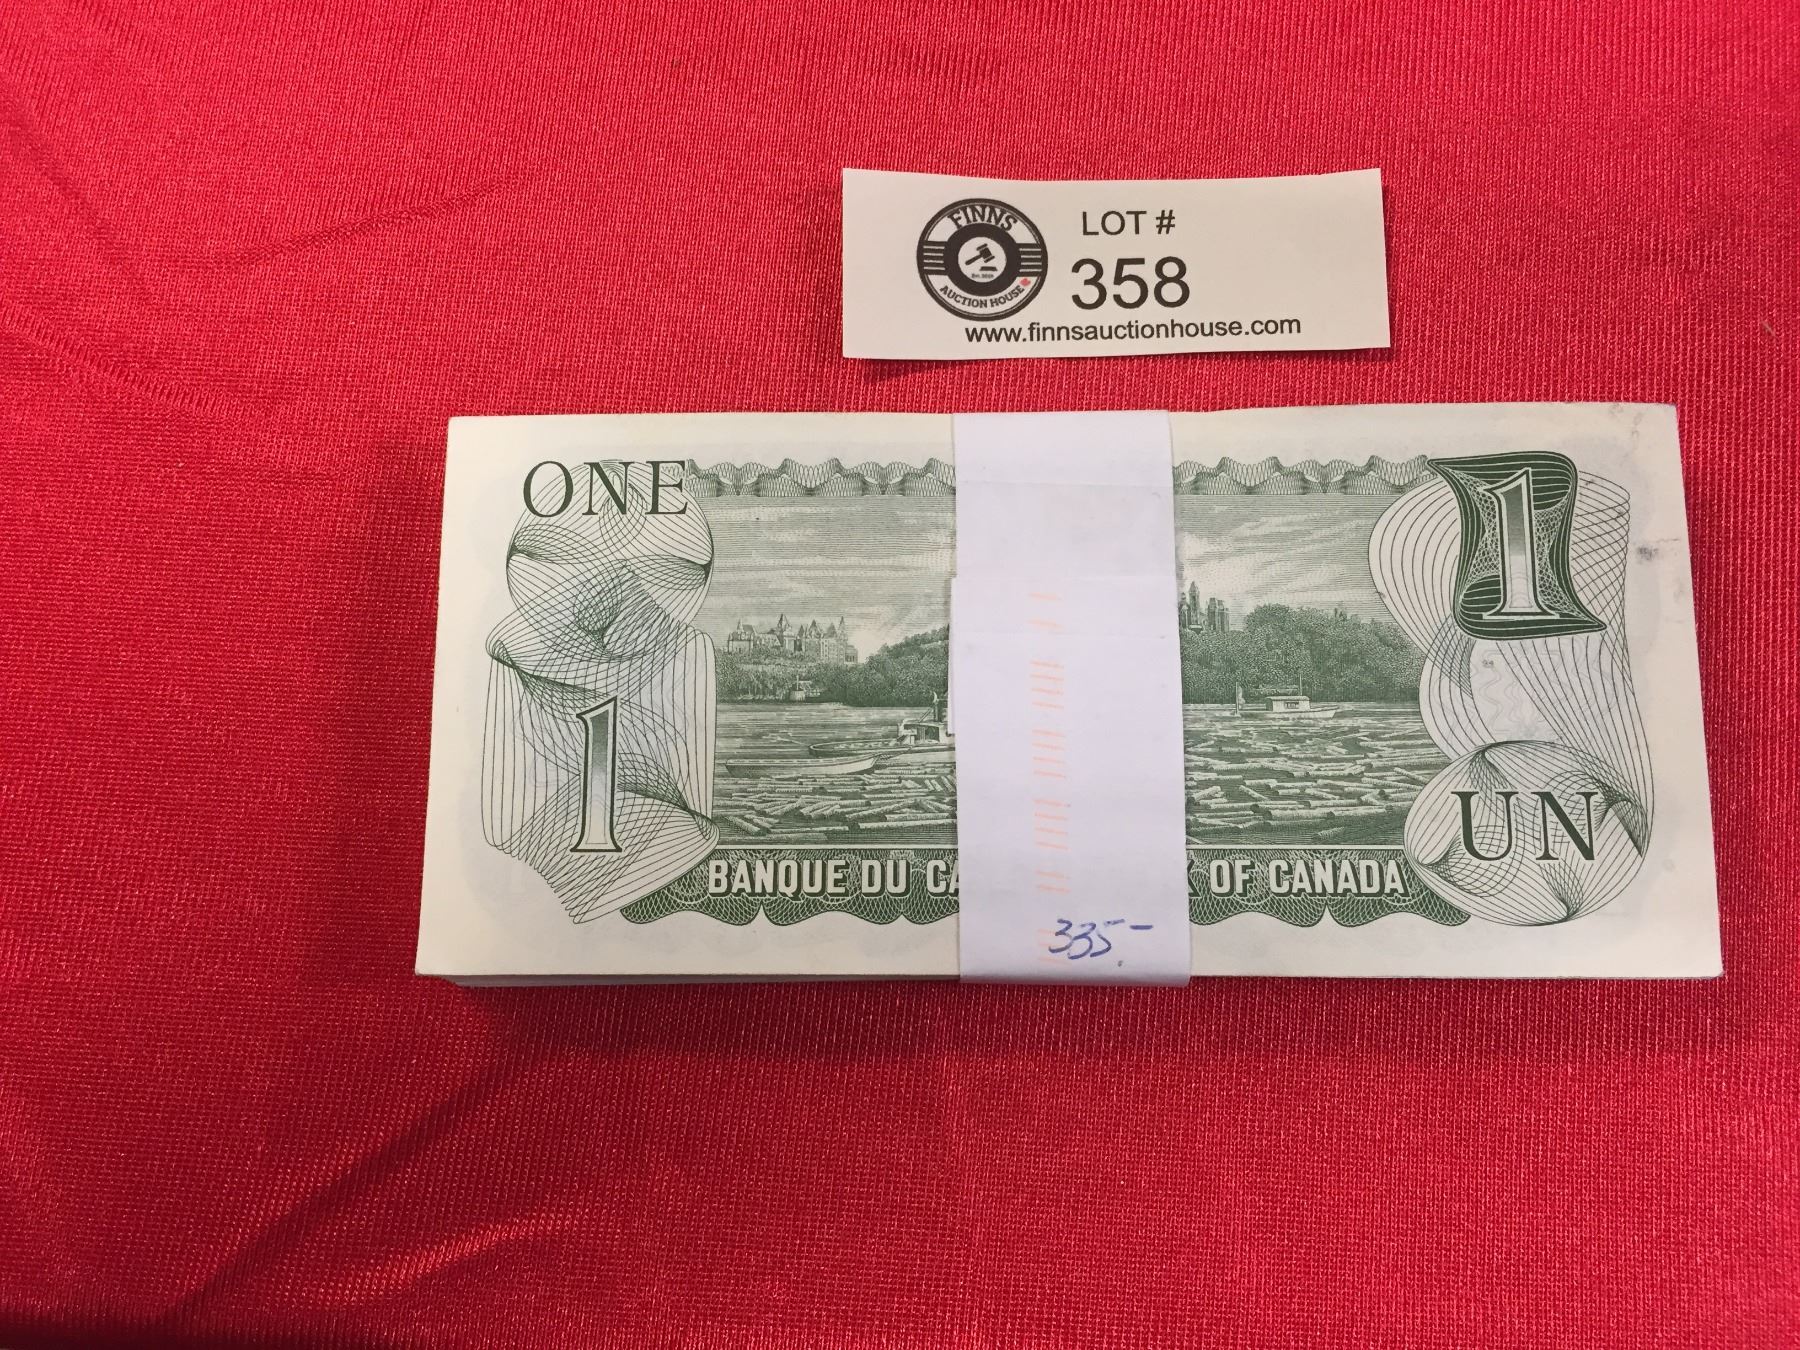 FINNS
AUCTION HOUSE
LOT #
358
www.finnsauctionhouse.com
ONE
1
1
UN
BANQUE DU CA
OF CANADA
335.-